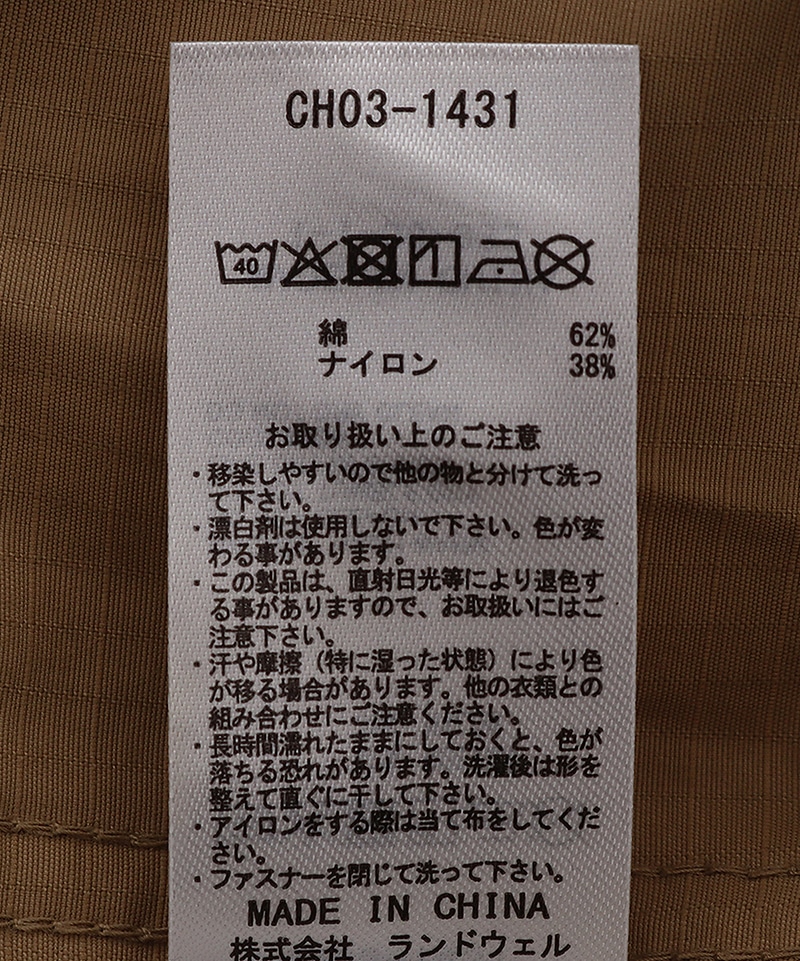 CH03-1431
40
綿 62%
ナイロン 38%
お取り扱い上のご注意
・移染しやすいので他の物と分けて洗っ
て下さい。
・漂白剤は使用しないで下さい。色が変
わる事があります。
・この製品は、直射日光等により退色す
る事がありますので、お取扱いにはご
注意下さい。
・汗や摩擦（特に湿った状態）により色
が移る場合があります。他の衣類との
組み合わせにご注意ください。
・長時間濡れたままにしておくと、色が
落ちる恐れがあります。洗濯後は形を
整えて直ぐに干して下さい。
・アイロンをする際は当て布をしてくだ
さい。
・ファスナーを閉じて洗って下さい。
MADE IN CHINA
株式会社 ランドウェル